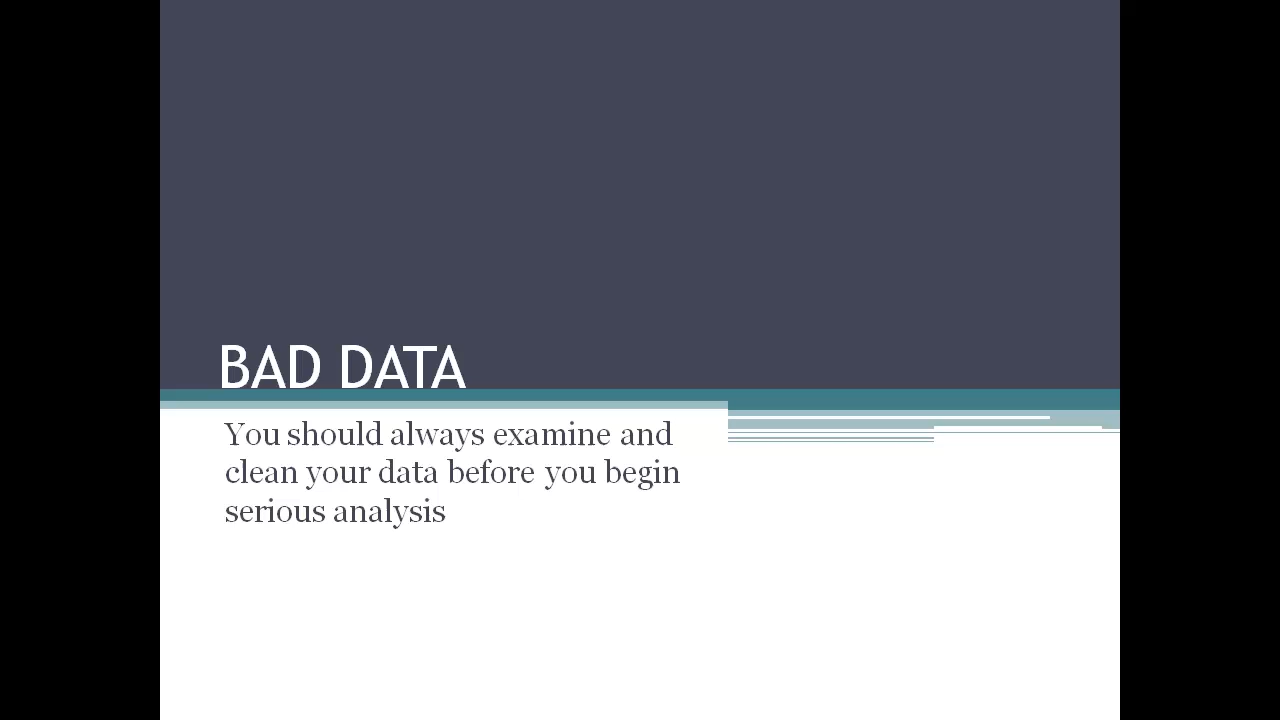 BAD DATA
You should always examine and
clean your data before you begin
serious analysis